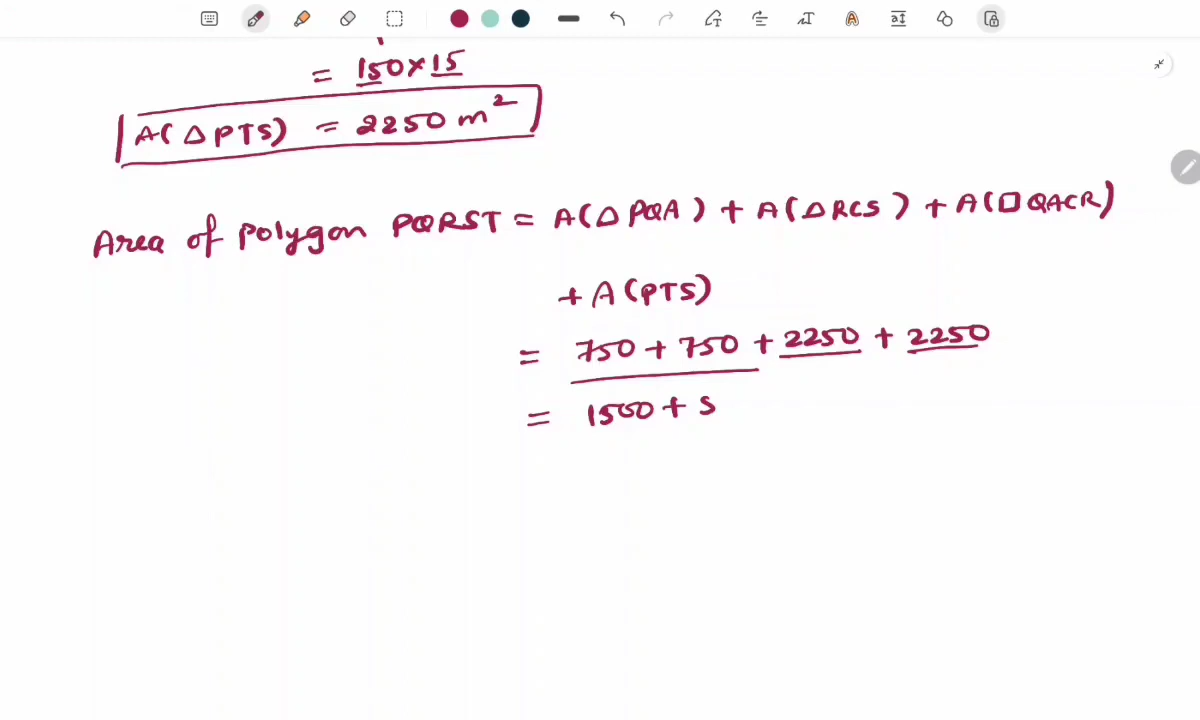 = 150×15
A(△PTS) = 2250 m²
Area of Polygon PQRST = A(△PQA) + A(△RCS) + A(□QACR)
+ A(PTS)
= 750 + 750 + 2250 + 2250
= 1500 + s